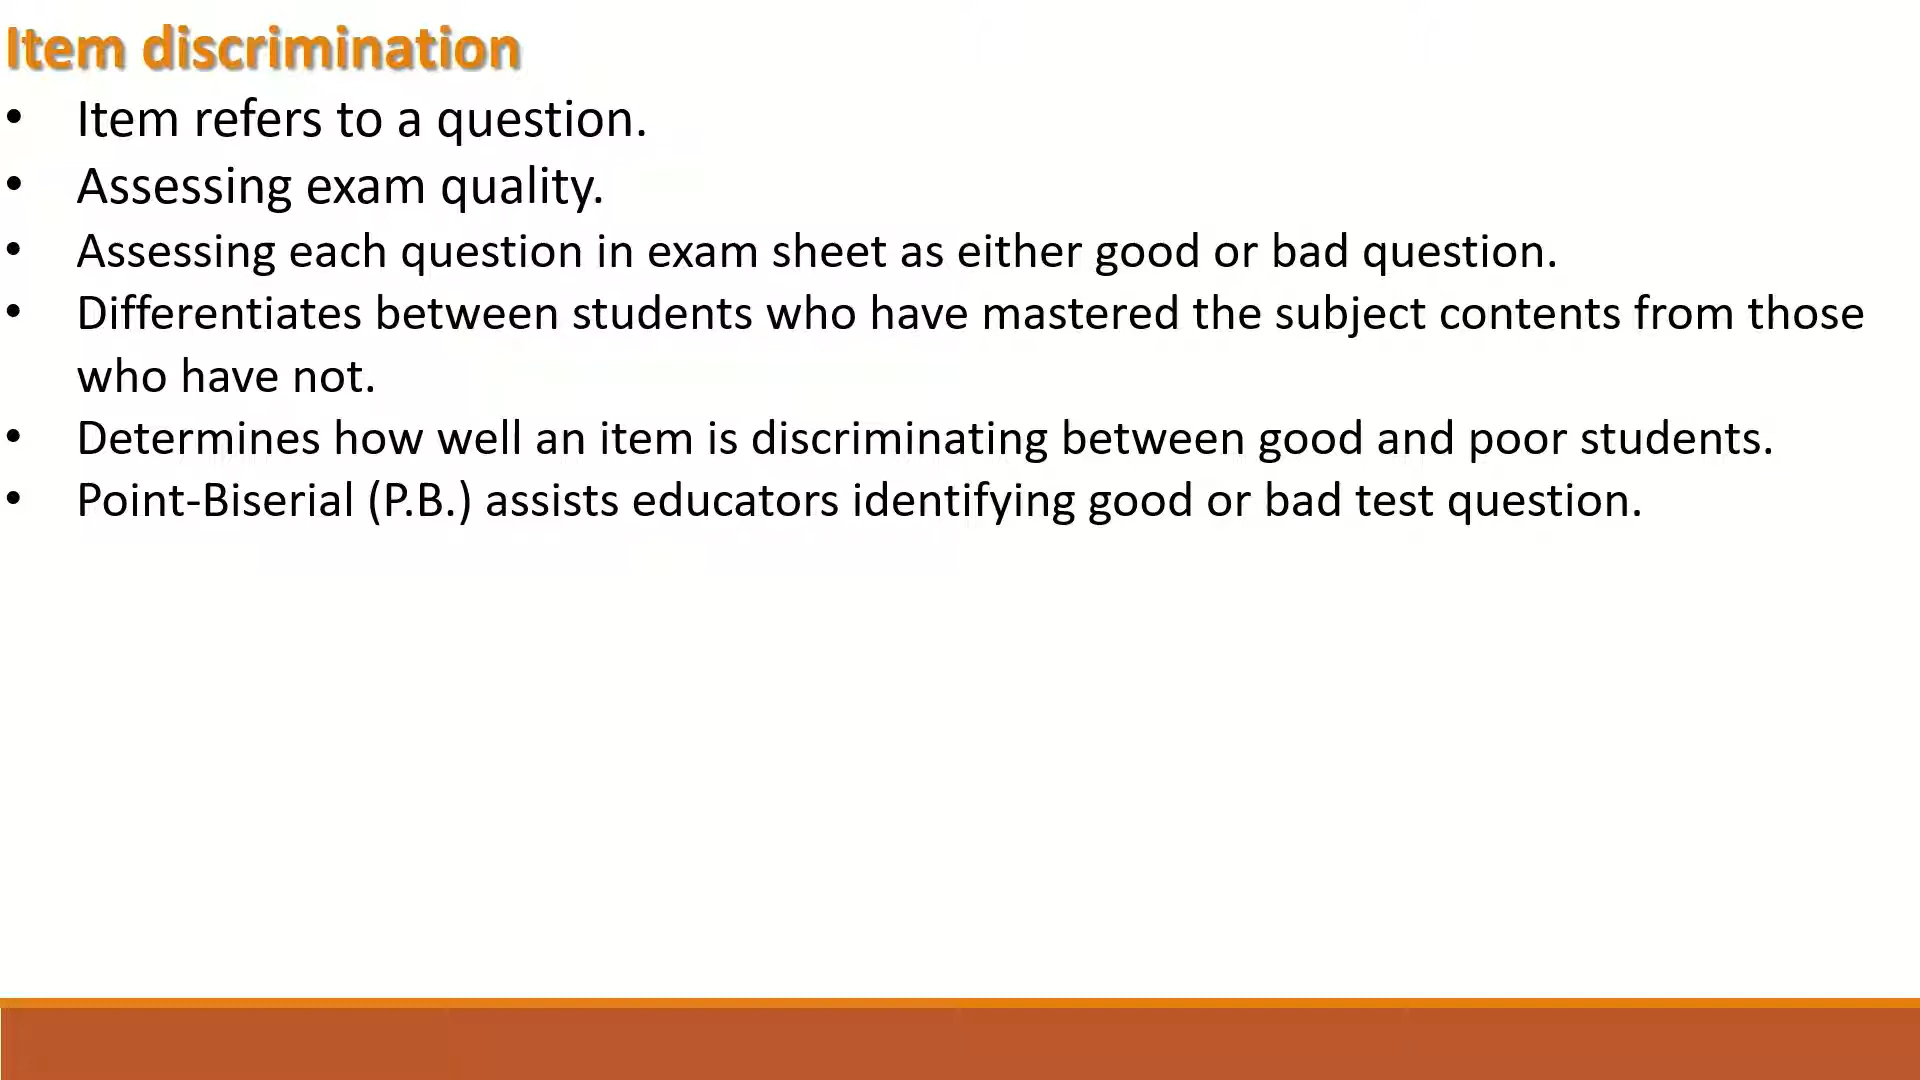 Item discrimination
• Item refers to a question.
• Assessing exam quality.
• Assessing each question in exam sheet as either good or bad question.
• Differentiates between students who have mastered the subject contents from those
who have not.
• Determines how well an item is discriminating between good and poor students.
• Point-Biserial (P.B.) assists educators identifying good or bad test question.